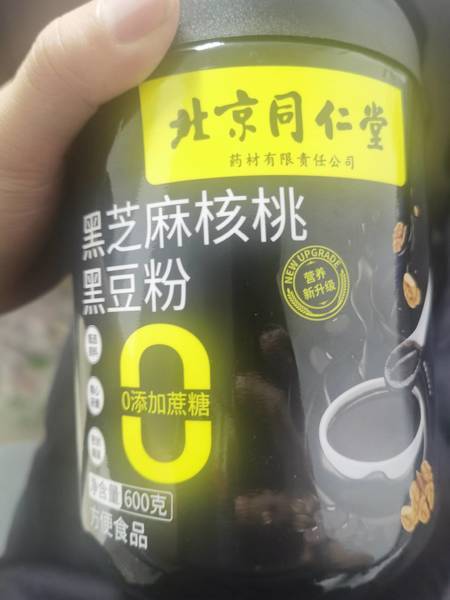 北京同仁堂
药材有限责任公司
黑芝麻核桃
黑豆粉
NEW UPGRADE
营养
新升级
0添加蔗糖
净含量 600克
方便食品